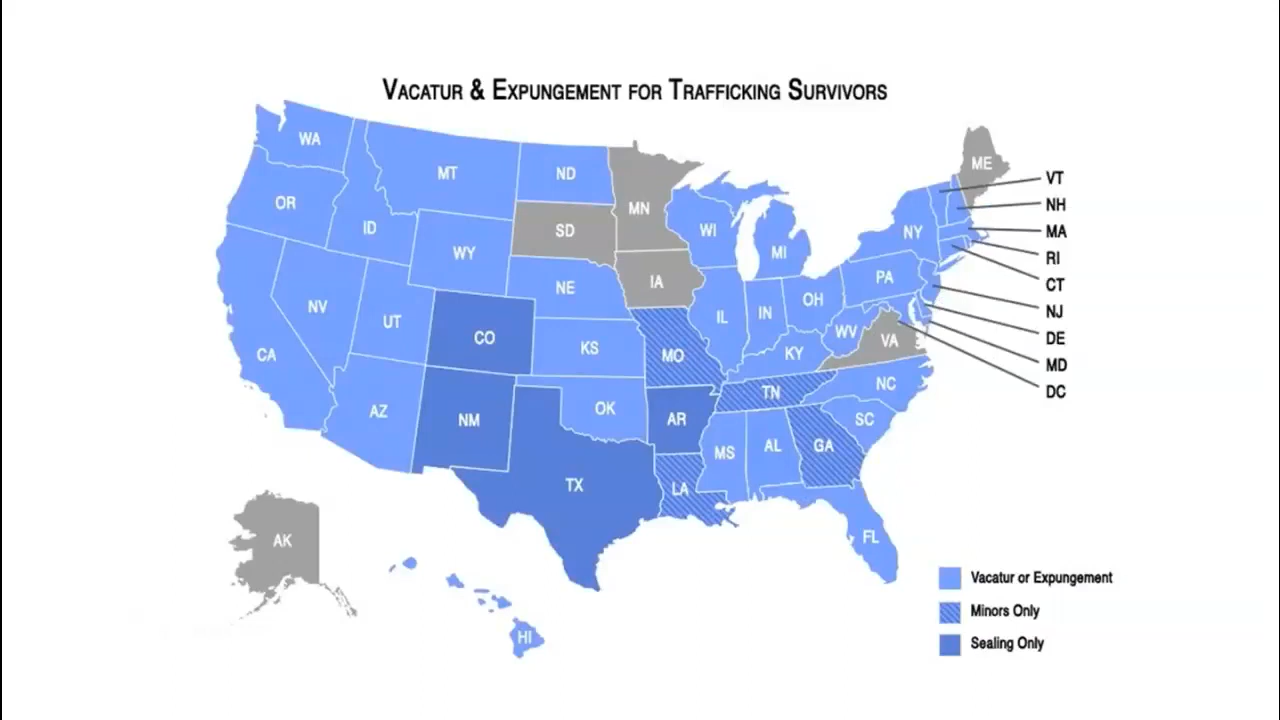 VACATUR & EXPUNGEMENT FOR TRAFFICKING SURVIVORS
WA
MT
ND
MN
ME
VT
NH
MA
RI
CT
NJ
DE
MD
DC
OR
ID
SD
WI
NY
MI
WY
IA
PA
NE
NV
UT
CO
IL
IN
OH
WV
VA
CA
KS
MO
KY
AZ
NM
OK
AR
TN
NC
SC
MS
AL
GA
TX
LA
FL
AK
HI
Vacatur or Expungement
Minors Only
Sealing Only